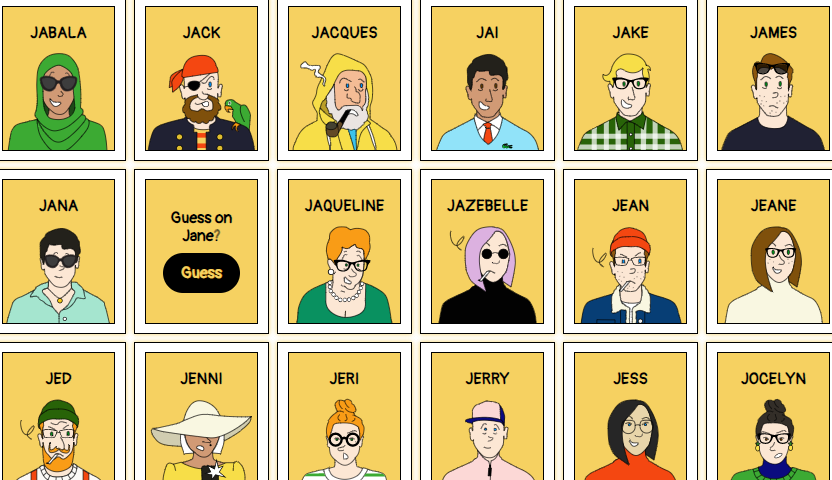 JABALA
JACK
JACQUES
JAI
JAKE
JAMES
JANA
Guess on
Jane?
Guess
JAQUELINE
JAZEBELLE
JEAN
JEANE
JED
JENNI
JERI
JERRY
JESS
JOCELYN